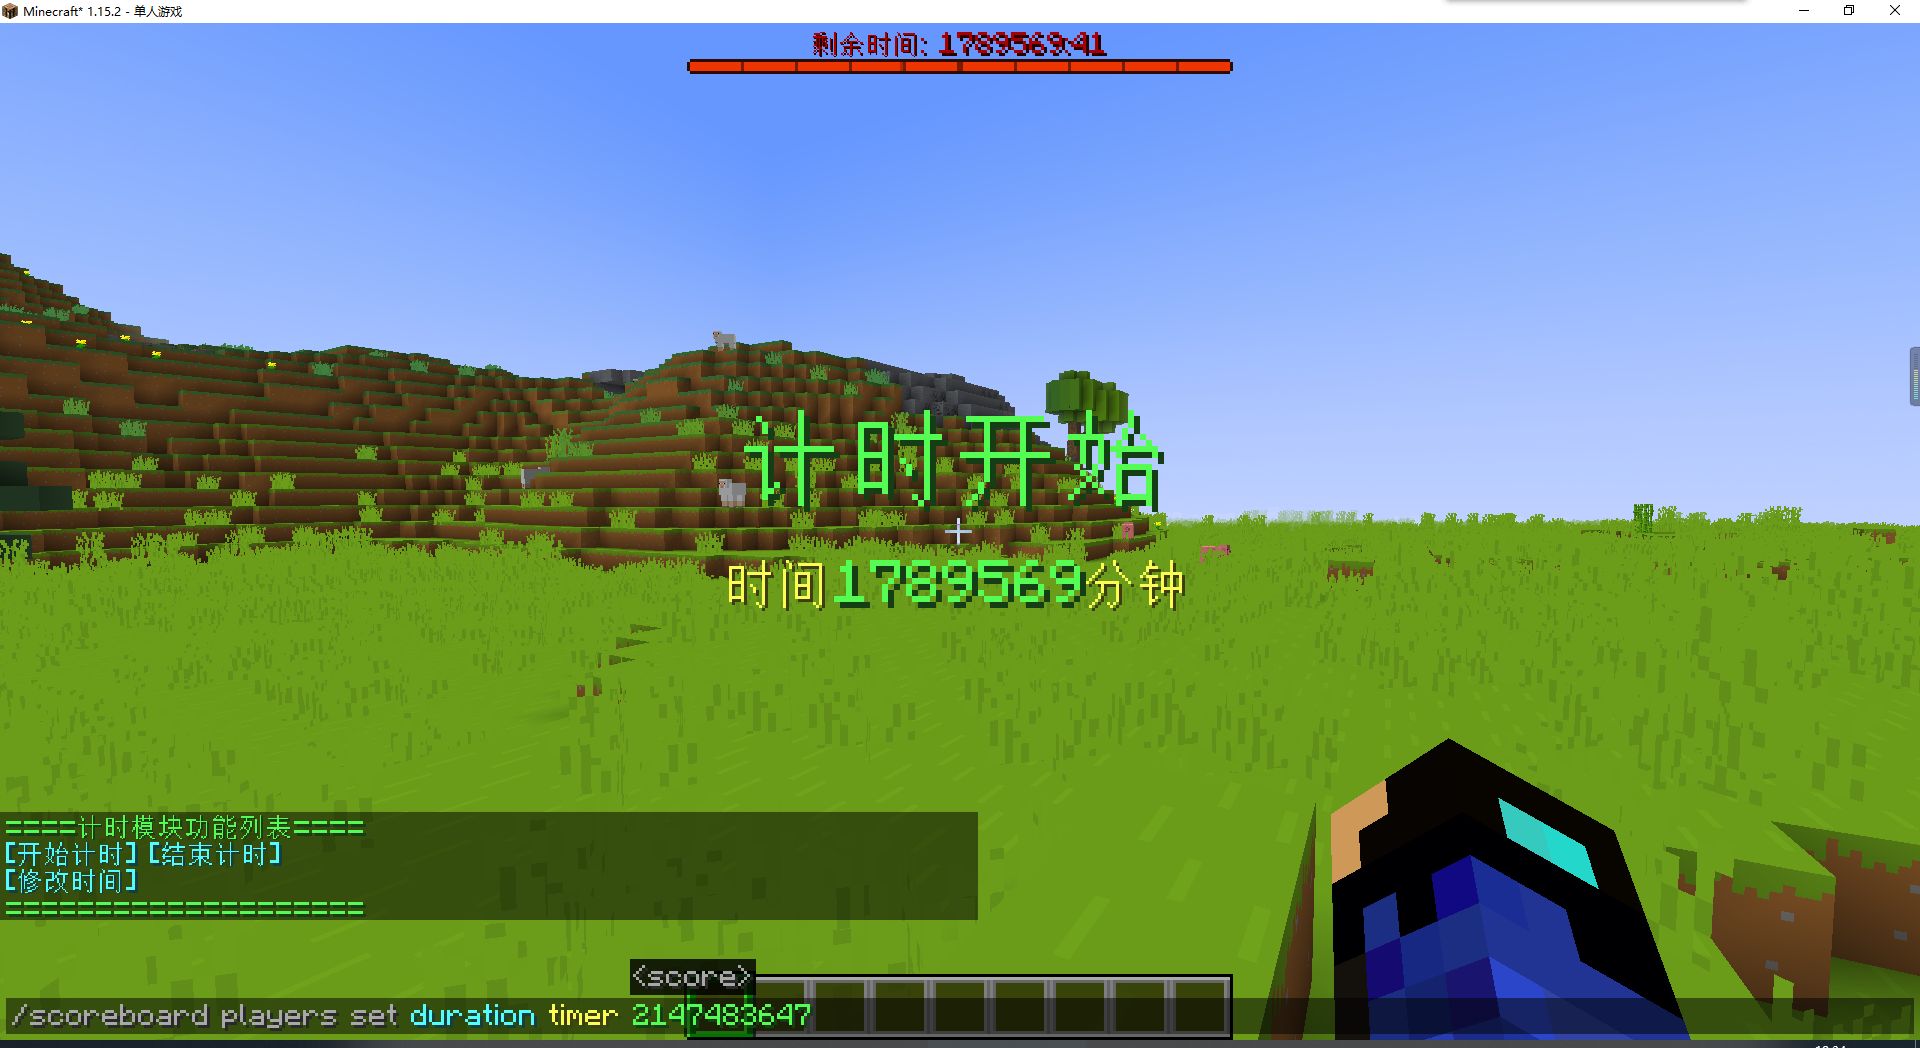 Minecraft* 1.15.2 - 单人游戏
剩余时间: 1789569:41
计时开始
时间1789569分钟
====计时模块功能列表====
[开始计时] [结束计时]
[修改时间]
====================
<score>
/scoreboard players set duration timer 2147483647